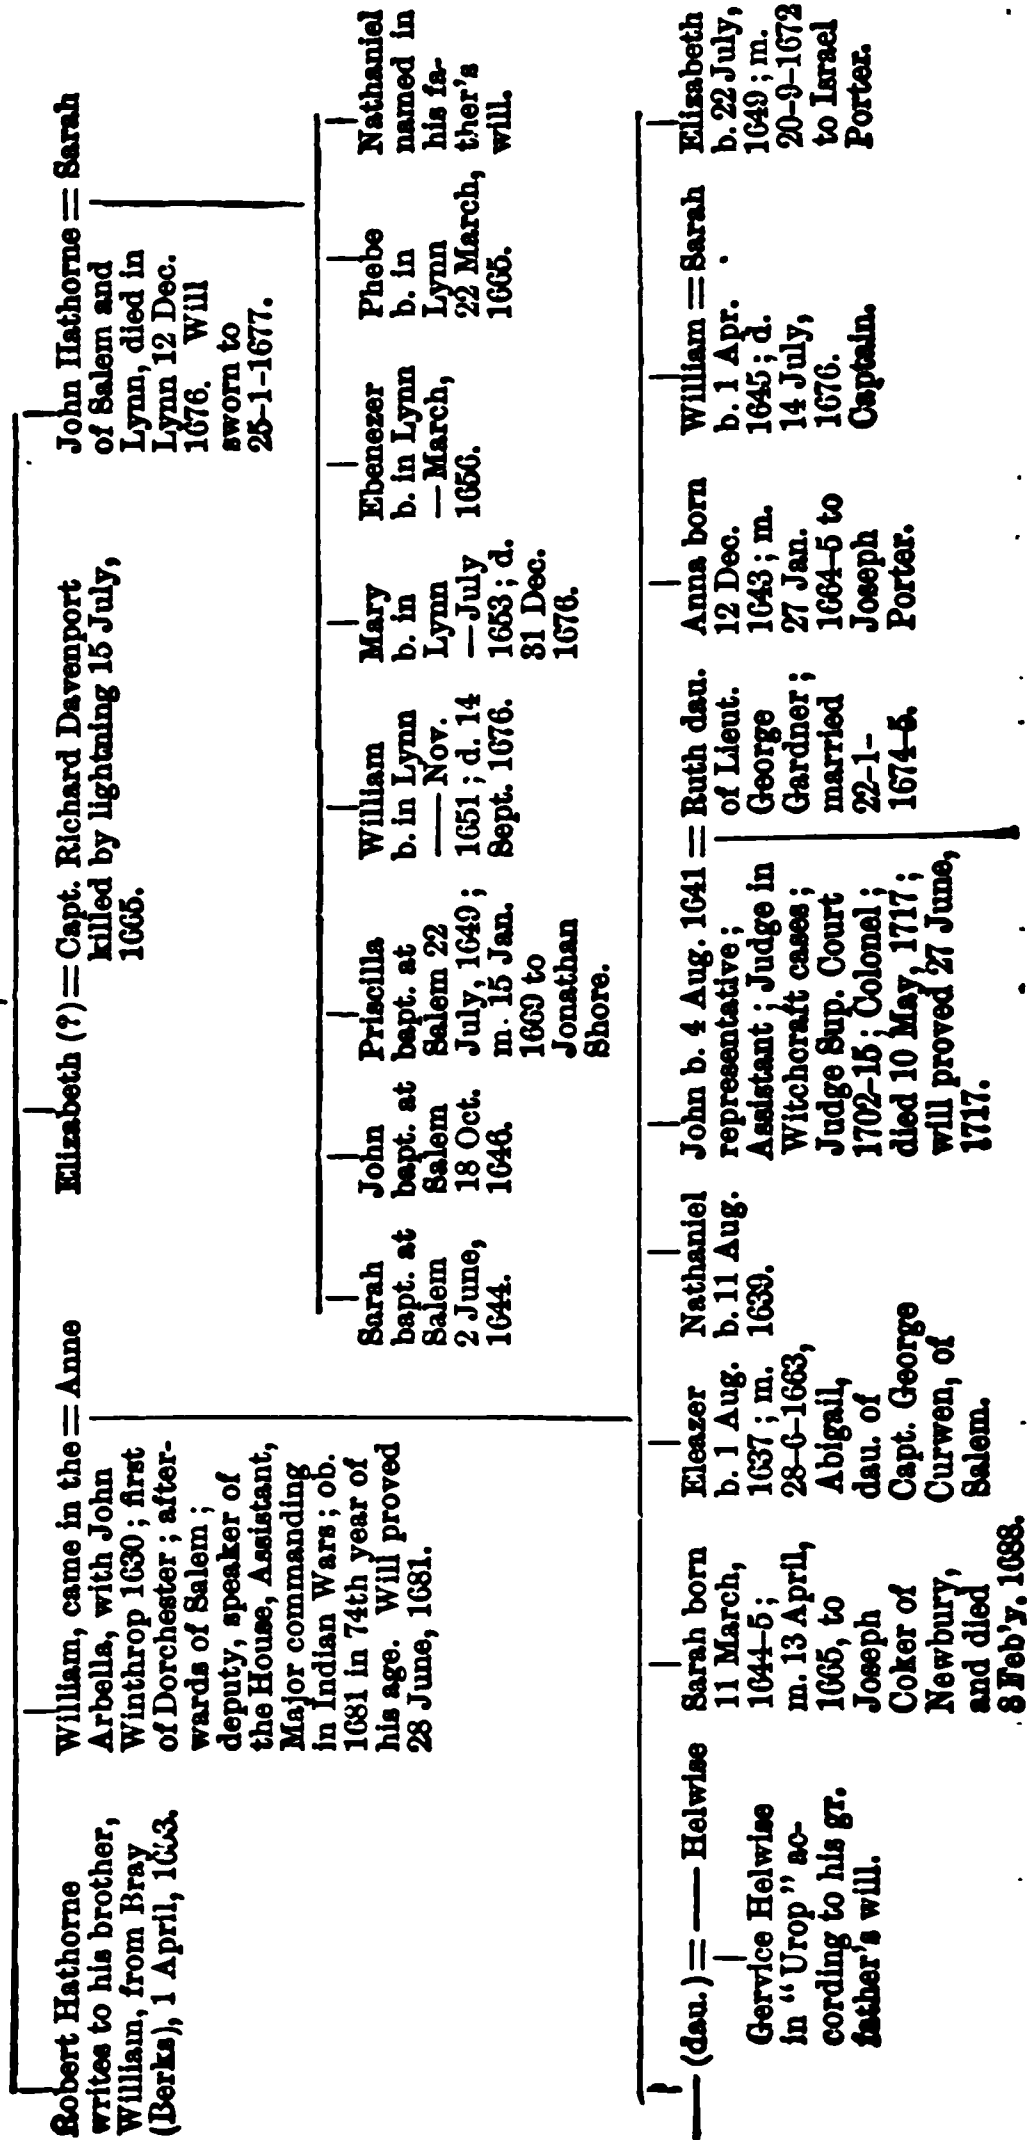 Robert Hathorne
writes to his brother,
William, from Bray
(Berks), 1 April, 1653.
William, came in the = Anne
Arbella, with John
Winthrop 1630; first
of Dorchester; after-
wards of Salem;
deputy, speaker of
the House, Assistant,
Major commanding
in Indian Wars; ob.
1681 in 74th year of
his age. Will proved
28 June, 1681.
Elizabeth (?) = Capt. Richard Davenport
killed by lightning 15 July,
1665.
John Hathorne = Sarah
of Salem and
Lynn, died in
Lynn 12 Dec.
1676. Will
sworn to
25-1-1677.
Sarah
bapt. at
Salem
2 June,
1644.
John
bapt. at
Salem
18 Oct.
1646.
Priscilla
bapt. at
Salem 22
July, 1649;
m. 15 Jan.
1669 to
Jonathan
Shore.
William
b. in Lynn
— Nov.
1651; d. 14
Sept. 1676.
Mary
b. in
Lynn
— July
1653; d.
31 Dec.
1676.
Ebenezer
b. in Lynn
— March,
1656.
Phebe
b. in
Lynn
22 March,
1665.
Nathaniel
named in
his fa-
ther's
will.
— (dau.) = — Helwise
Gervice Helwise
in "Urop" ac-
cording to his gr.
father's will.
Sarah born
11 March,
1644-5;
m. 13 April,
1665, to
Joseph
Coker of
Newbury,
and died
8 Feb'y, 1688.
Eleazer
b. 1 Aug.
1637; m.
28-6-1663,
Abigail,
dau. of
Capt. George
Curwen, of
Salem.
Nathaniel
b. 11 Aug.
1639.
John b. 4 Aug. 1641 = Ruth dau.
representative;
Assistant; Judge in
Witchcraft cases;
Judge Sup. Court
1702-15; Colonel;
died 10 May, 1717;
will proved 27 June,
1717.
of Lieut.
George
Gardner;
married
22-1-
1674-5.
Anna born
12 Dec.
1643; m.
27 Jan.
1664-5 to
Joseph
Porter.
William = Sarah
b. 1 Apr.
1645; d.
14 July,
1676.
Captain.
Elizabeth
b. 22 July,
1649; m.
20-9-1672
to Israel
Porter.